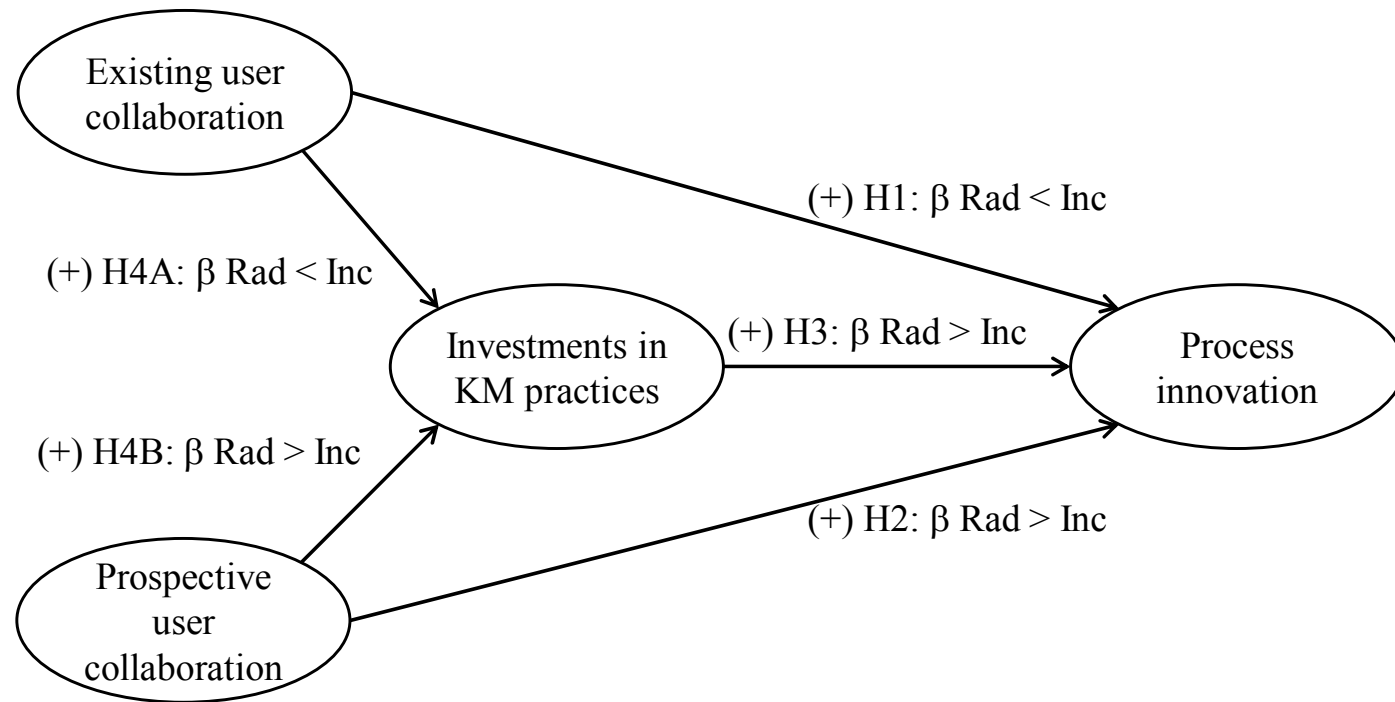 Existing user
collaboration
(+) H1: β Rad < Inc
(+) H4A: β Rad < Inc
Investments in
KM practices
(+) H3: β Rad > Inc
Process
innovation
(+) H4B: β Rad > Inc
(+) H2: β Rad > Inc
Prospective
user
collaboration